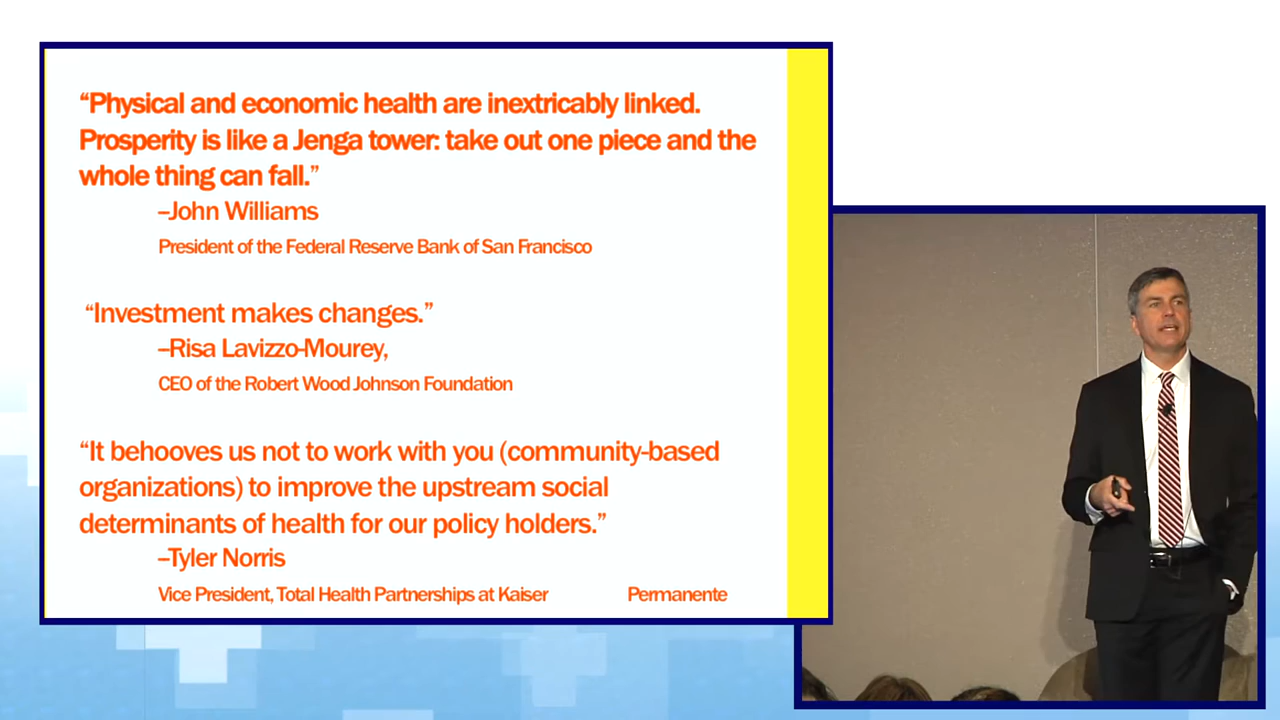 “Physical and economic health are inextricably linked.
Prosperity is like a Jenga tower: take out one piece and the
whole thing can fall.”
–John Williams
President of the Federal Reserve Bank of San Francisco
“Investment makes changes.”
–Risa Lavizzo-Mourey,
CEO of the Robert Wood Johnson Foundation
“It behooves us not to work with you (community-based
organizations) to improve the upstream social
determinants of health for our policy holders.”
–Tyler Norris
Vice President, Total Health Partnerships at Kaiser Permanente